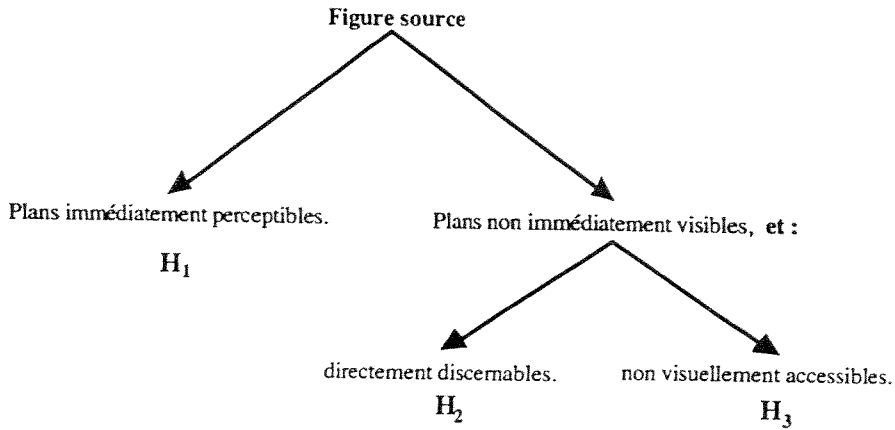 Figure source
Plans immédiatement perceptibles.
H1
Plans non immédiatement visibles, et :
directement discernables.
H2
non visuellement accessibles.
H3